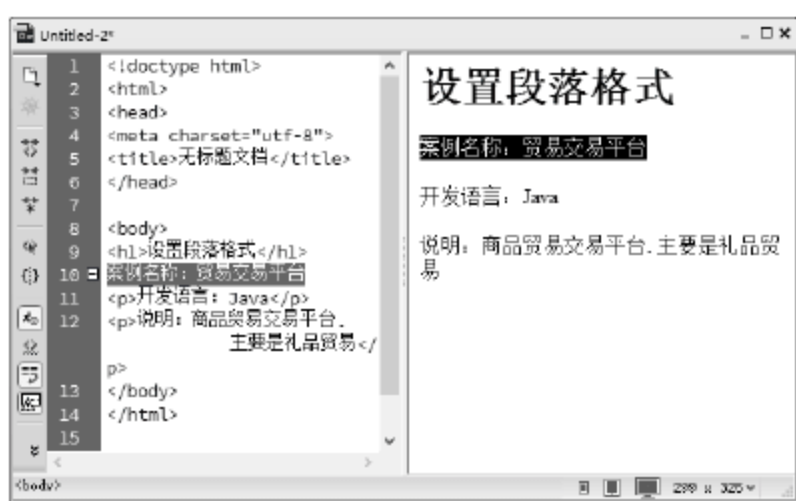 Untitled-2*
1 <!doctype html>
2 <html>
3 <head>
4 <meta charset="utf-8">
5 <title>无标题文档</title>
6 </head>
7
8 <body>
9 <h1>设置段落格式</h1>
10 案例名称：贸易交易平台
11 <p>开发语言：Java</p>
12 <p>说明：商品贸易交易平台.
主要是礼品贸易</
p>
13 </body>
14 </html>
15
设置段落格式
案例名称：贸易交易平台
开发语言：Java
说明：商品贸易交易平台.主要是礼品贸
易
<body>
299 x 325